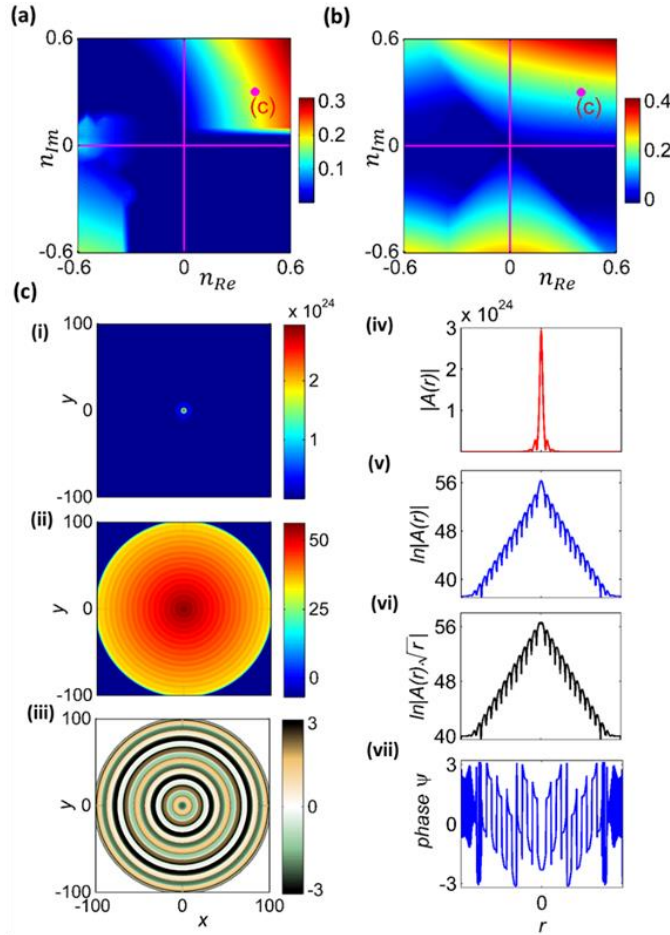 (a)
0.6
n_Im
0
-0.6
-0.6
0
0.6
n_Re
(c)
0.3
0.2
0.1
(b)
0.6
n_Im
0
-0.6
-0.6
0
0.6
n_Re
(c)
0.4
0.2
0
(c)
(i)
100
y
0
-100
x 10^24
2
1
(ii)
100
y
0
-100
50
25
0
(iii)
100
y
0
-100
-100
0
100
x
3
0
-3
(iv)
x 10^24
3
2
1
|A(r)|
(v)
56
48
40
ln|A(r)|
(vi)
56
48
40
ln|A(r).√r|
(vii)
3
0
-3
phase Ψ
0
r